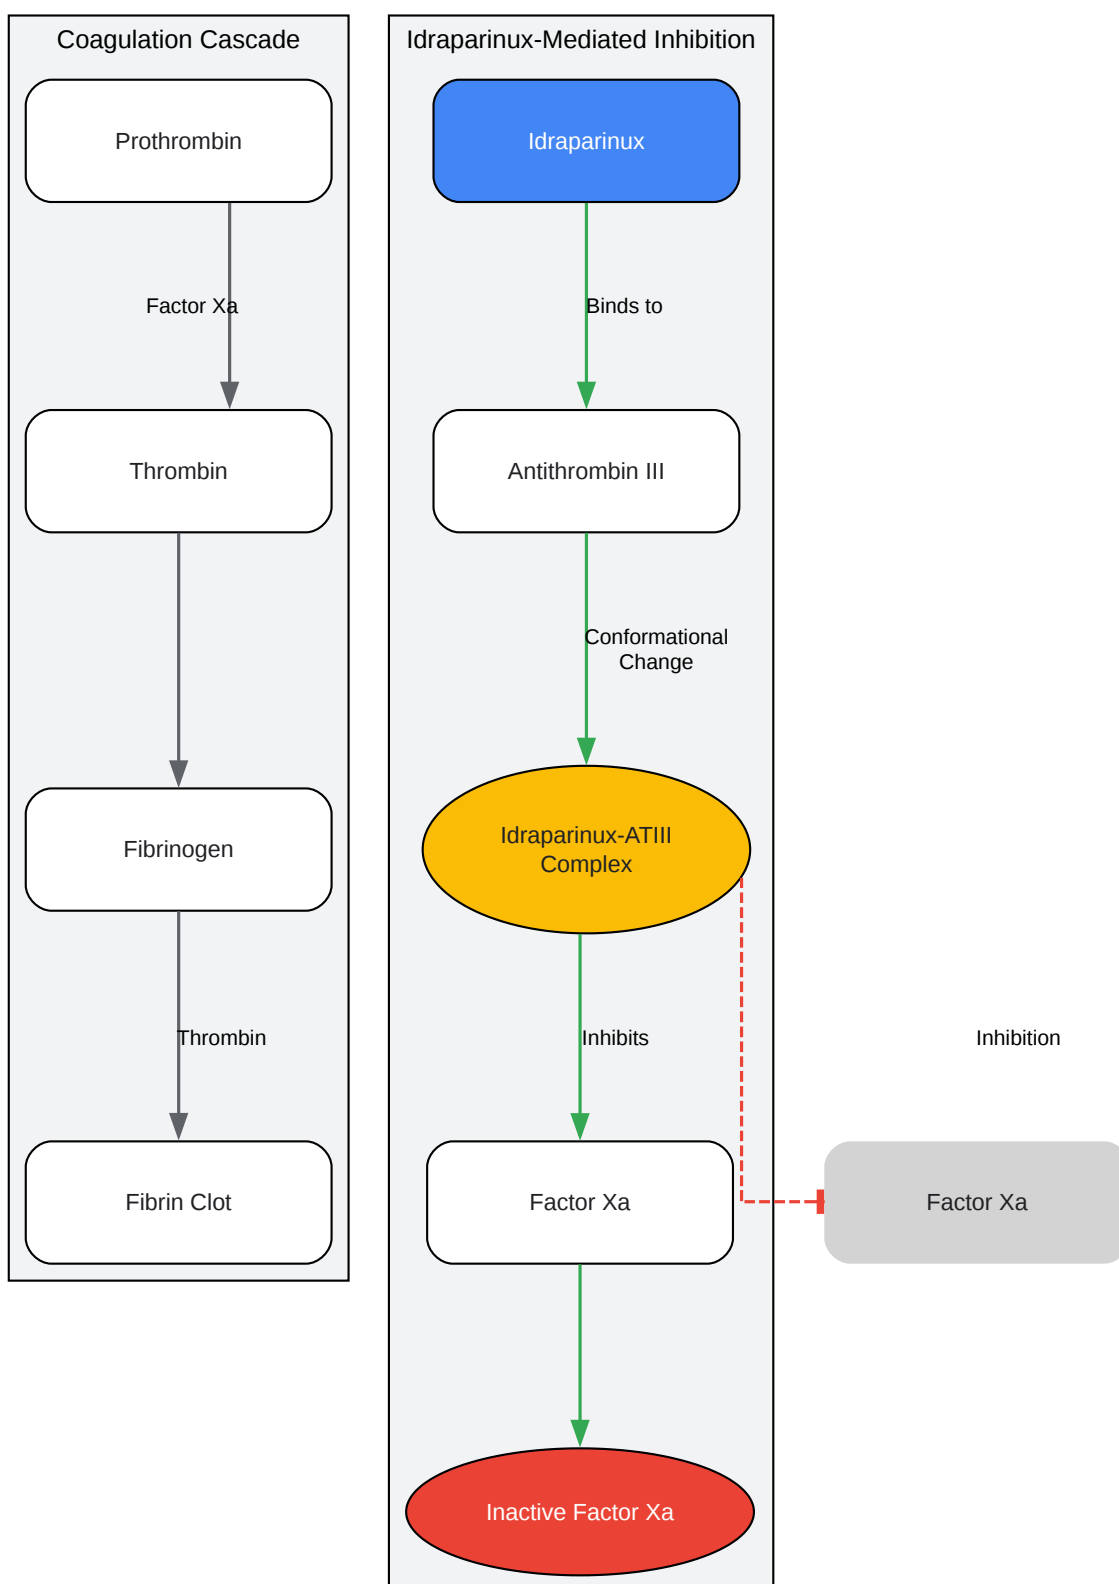 Coagulation Cascade
Prothrombin
Factor Xa
Thrombin
Fibrinogen
Thrombin
Fibrin Clot
Idraparinux-Mediated Inhibition
Idraparinux
Binds to
Antithrombin III
Conformational
Change
Idraparinux-ATIII
Complex
Inhibits
Factor Xa
Inactive Factor Xa
Inhibition
Factor Xa